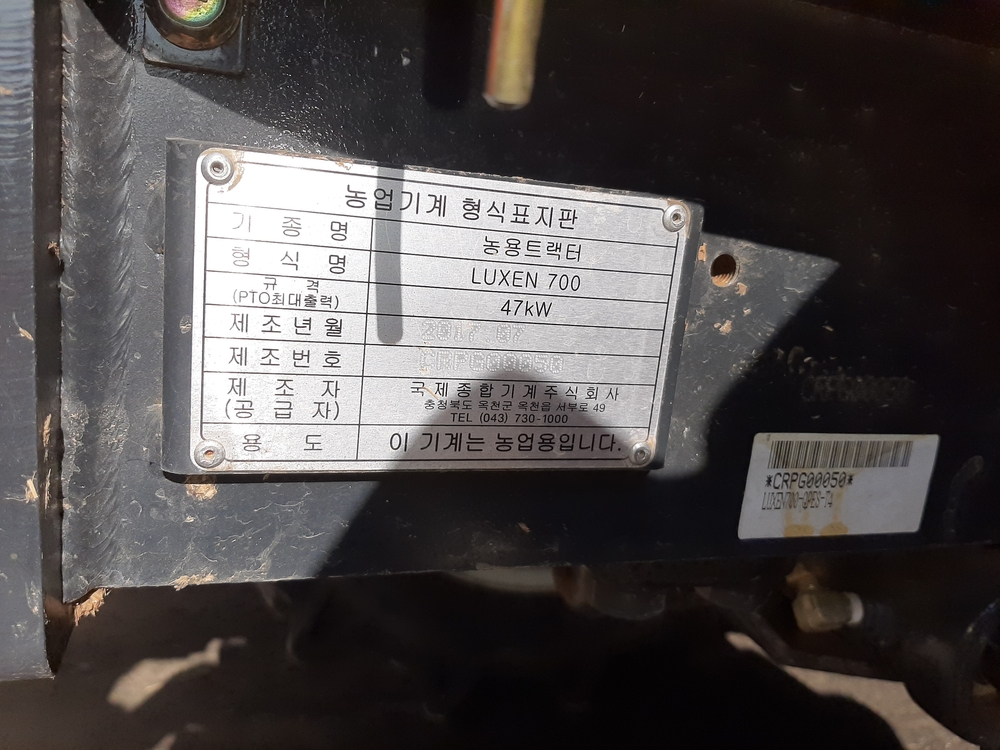 농업기계 형식표지판
기 종 명 농용트랙터
형 식 명 LUXEN 700
규 격
(PTO최대출력) 47kW
제 조 년 월 2017 07
제 조 번 호 CRPG00050
제 조 자 국 제 종 합 기 계 주 식 회 사
(공 급 자) 충청북도 옥천군 옥천읍 서부로 49
TEL (043) 730-1000
용 도 이 기계는 농업용입니다.
*CRPG00050*